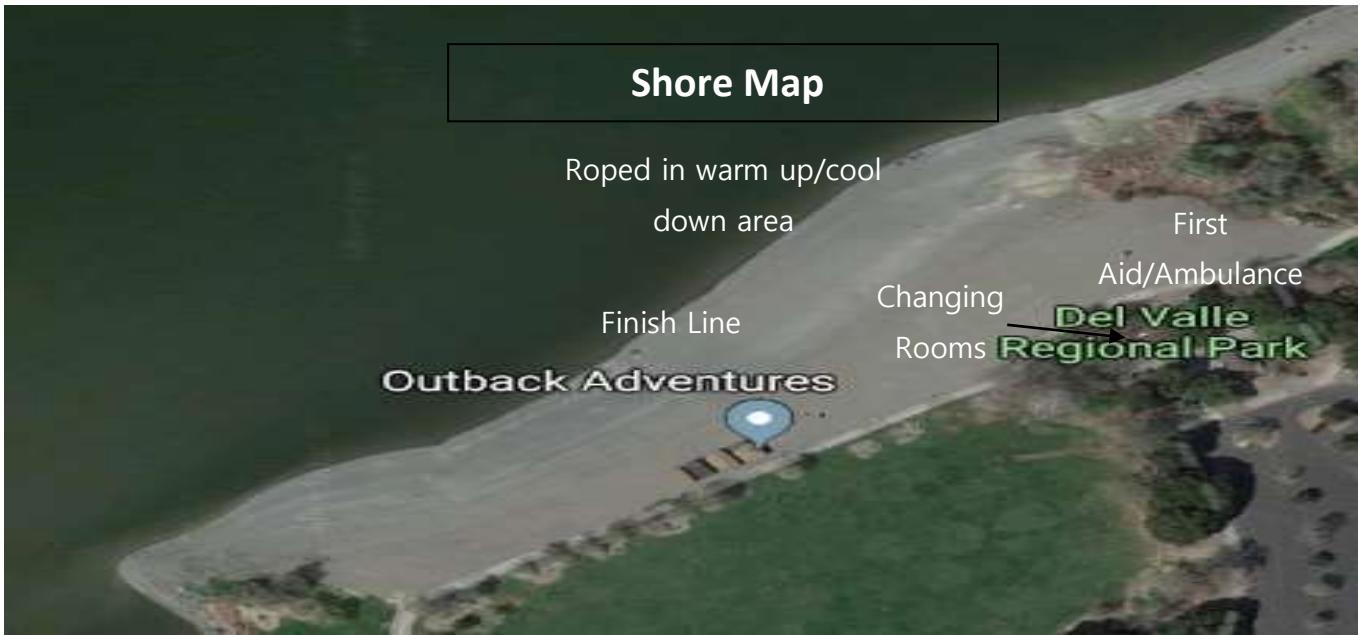 Shore Map
Roped in warm up/cool
down area
First
Aid/Ambulance
Changing
Rooms
Finish Line
Del Valle
Regional Park
Outback Adventures